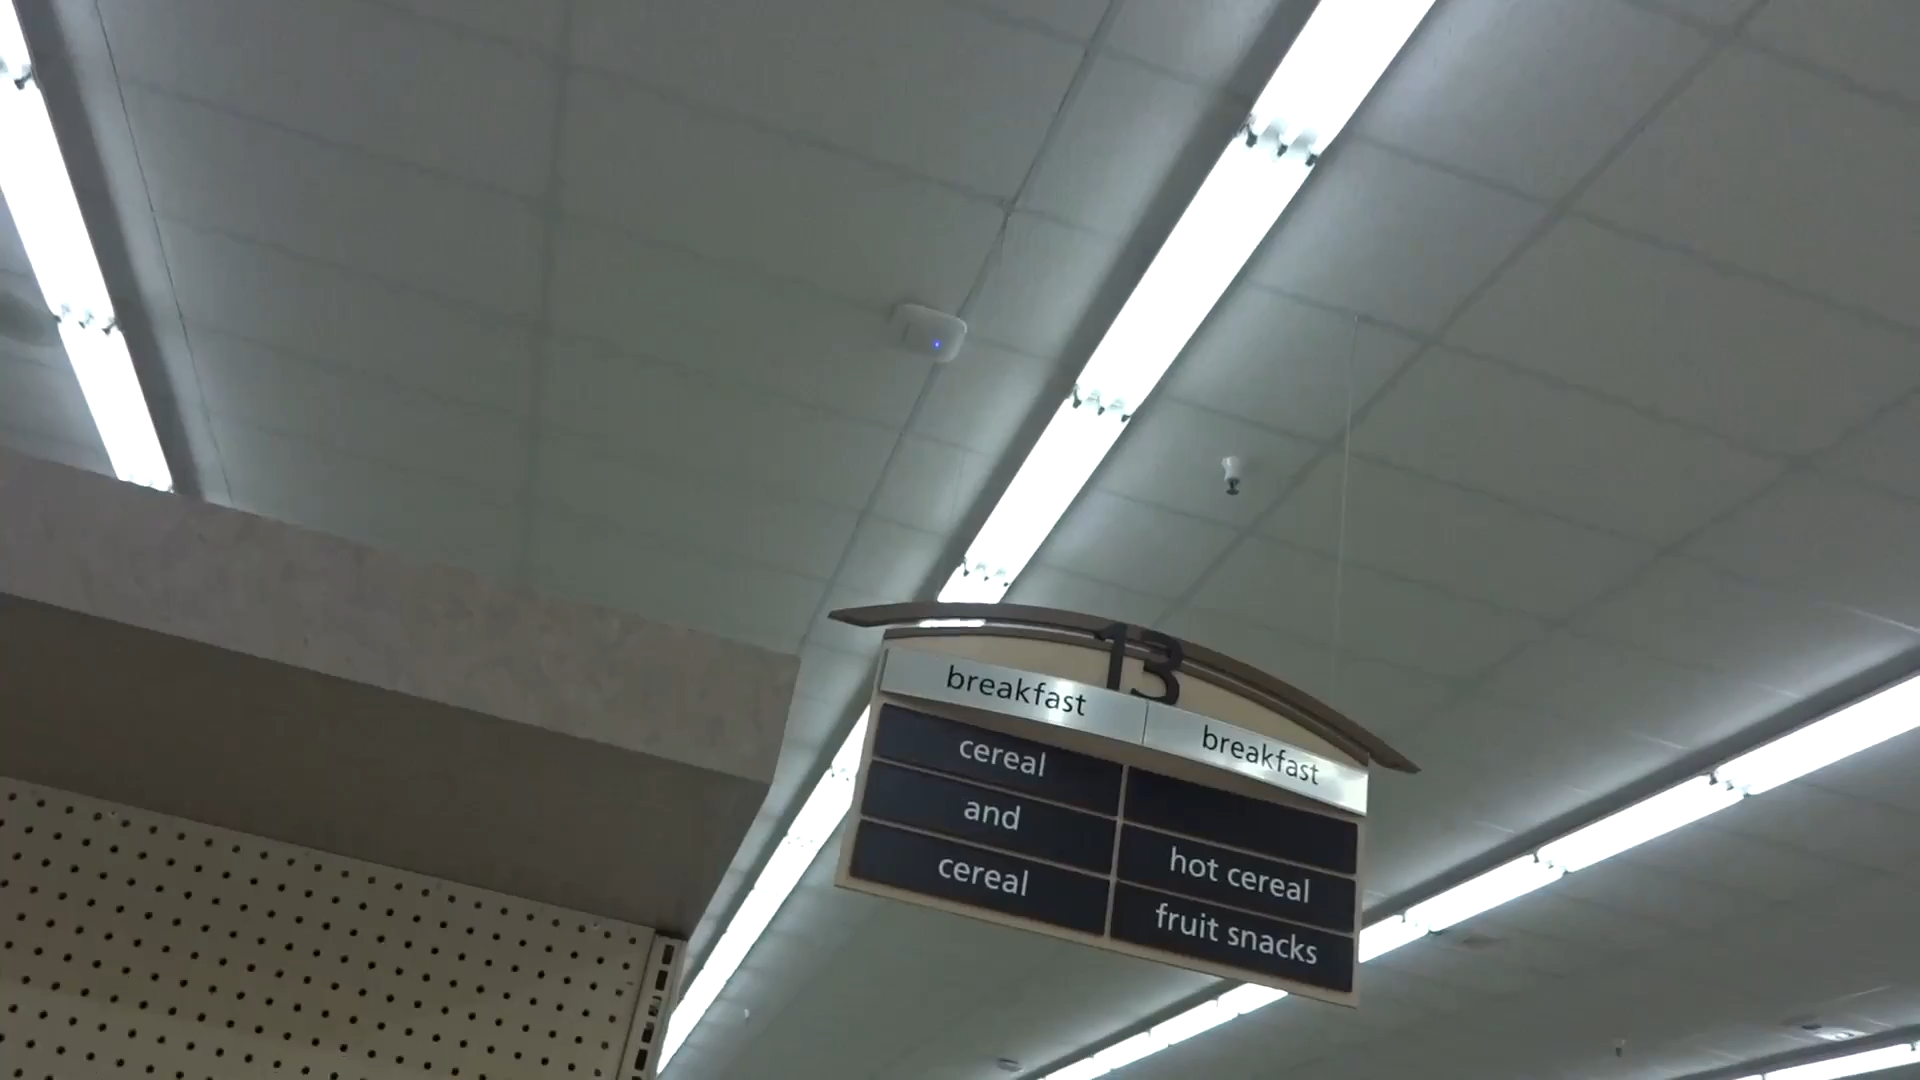 13
breakfast
cereal
and
cereal
breakfast
hot cereal
fruit snacks